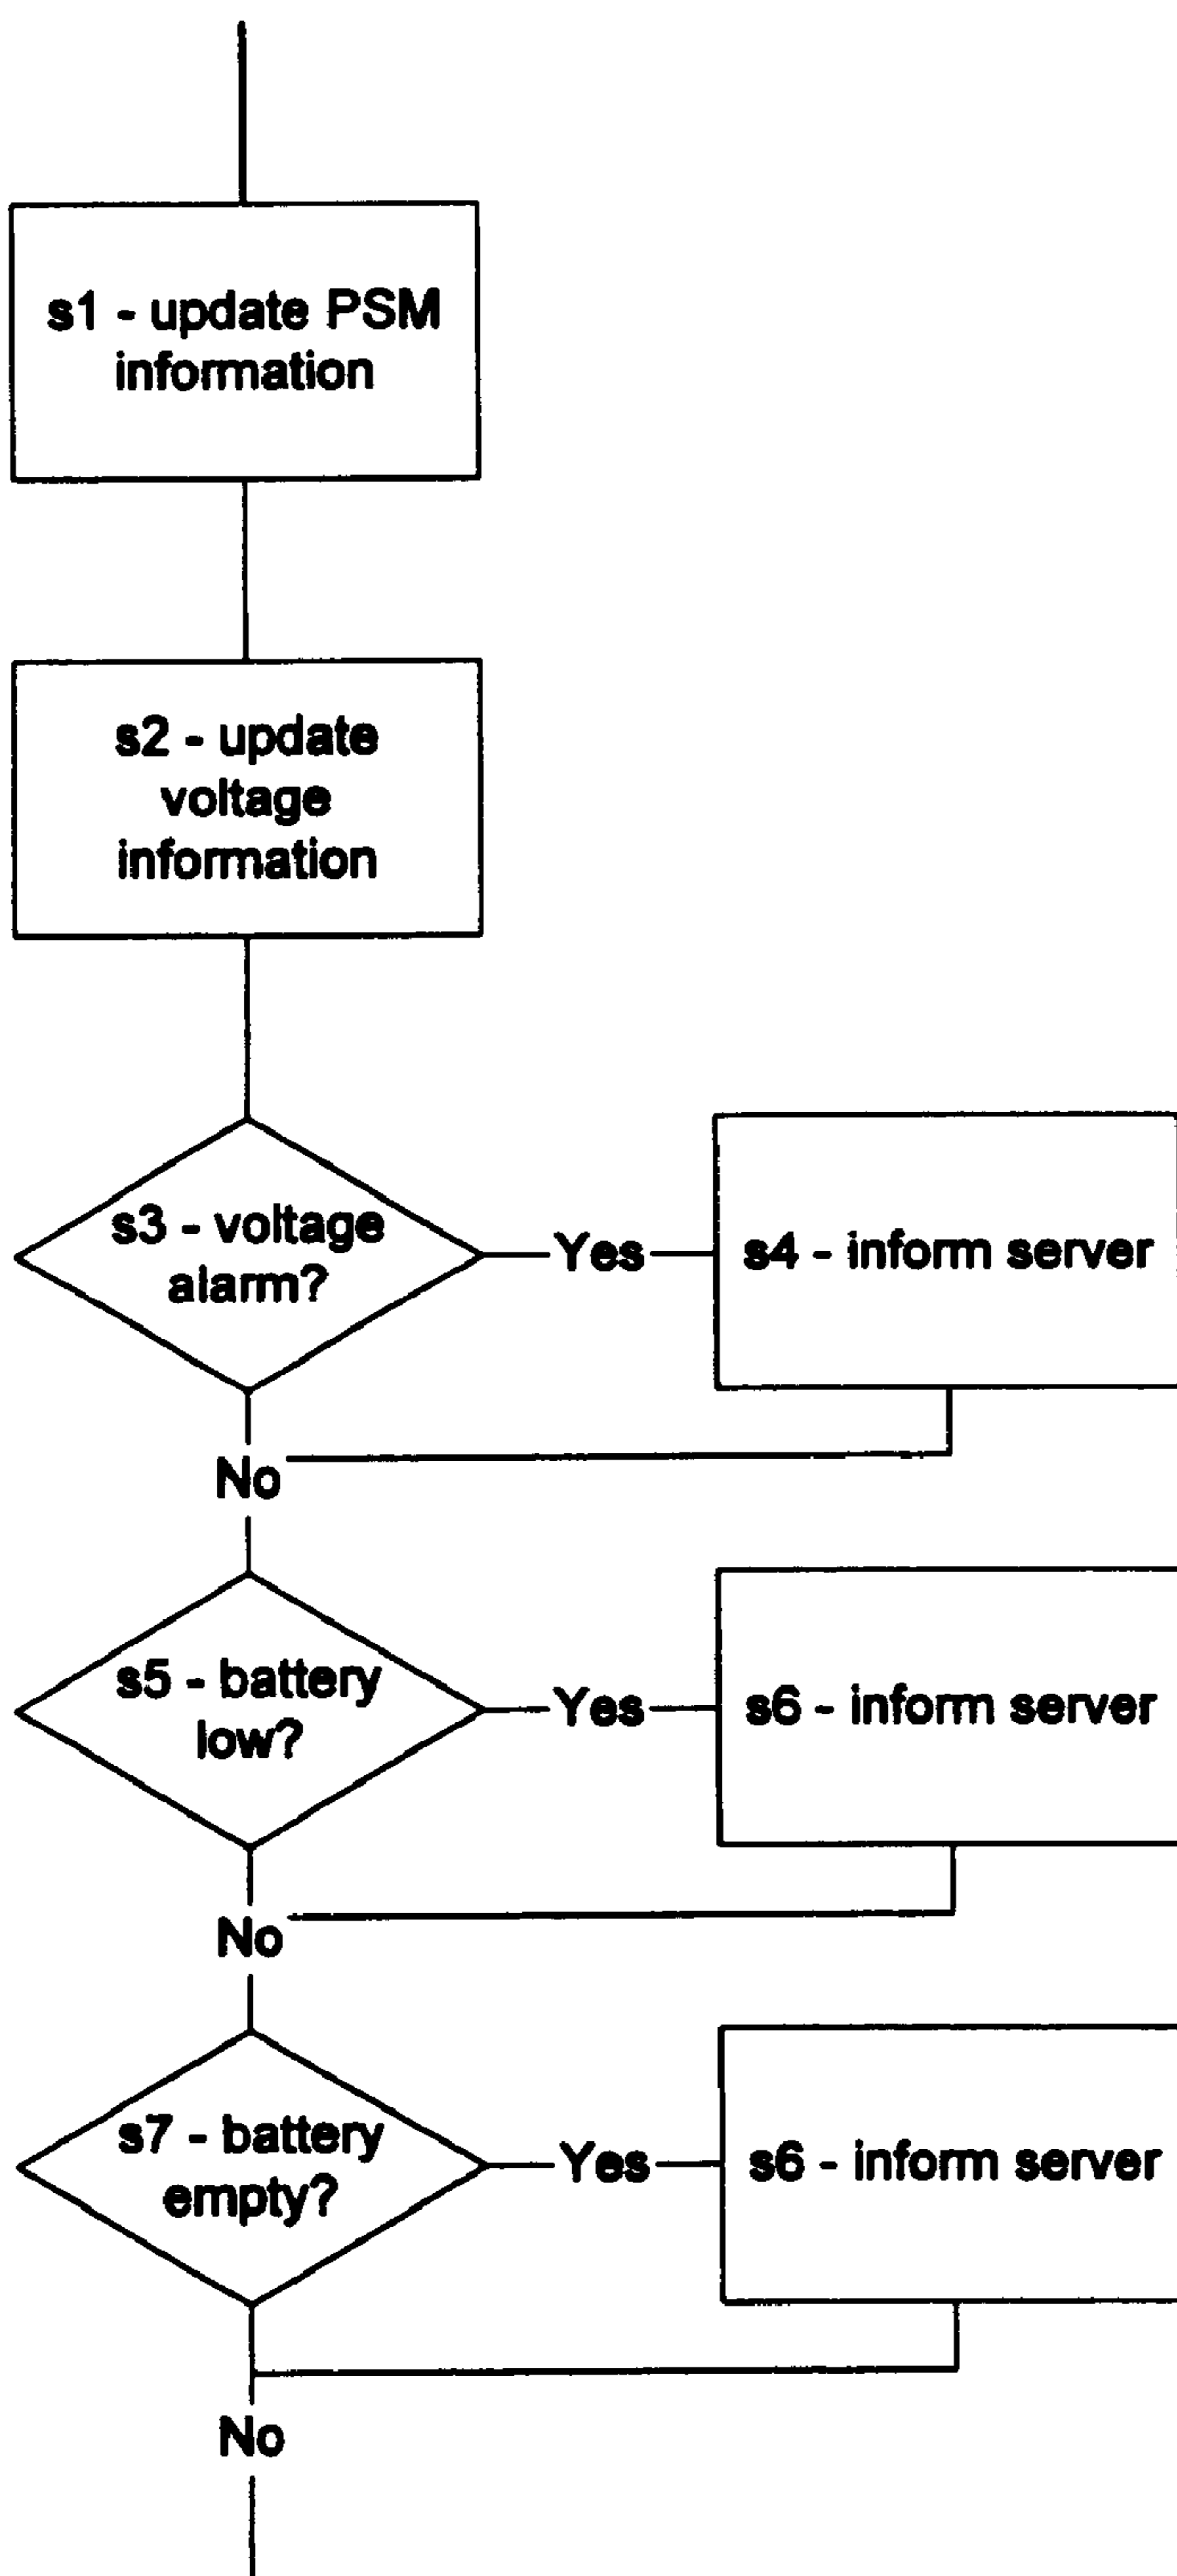 s1 - update PSM
information
s2 - update
voltage
information
s3 - voltage
alarm?
Yes
s4 - inform server
No
s5 - battery
low?
Yes
s6 - inform server
No
s7 - battery
empty?
Yes
s6 - inform server
No